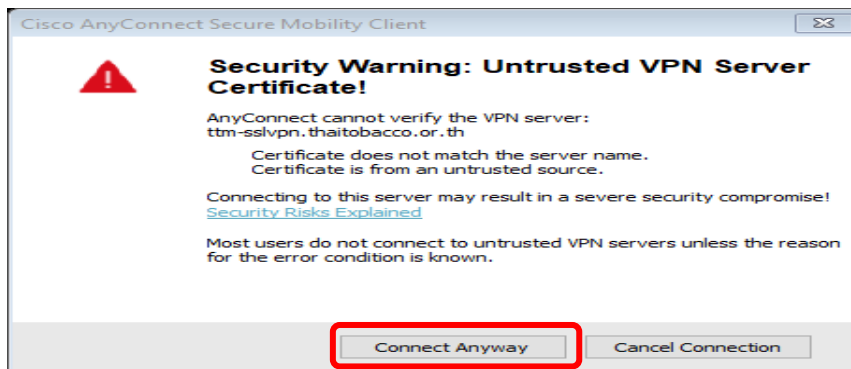 Cisco AnyConnect Secure Mobility Client
Security Warning: Untrusted VPN Server
Certificate!
AnyConnect cannot verify the VPN server:
ttm-sslvpn.thaitobacco.or.th
Certificate does not match the server name.
Certificate is from an untrusted source.
Connecting to this server may result in a severe security compromise!
Security Risks Explained
Most users do not connect to untrusted VPN servers unless the reason
for the error condition is known.
Connect Anyway
Cancel Connection